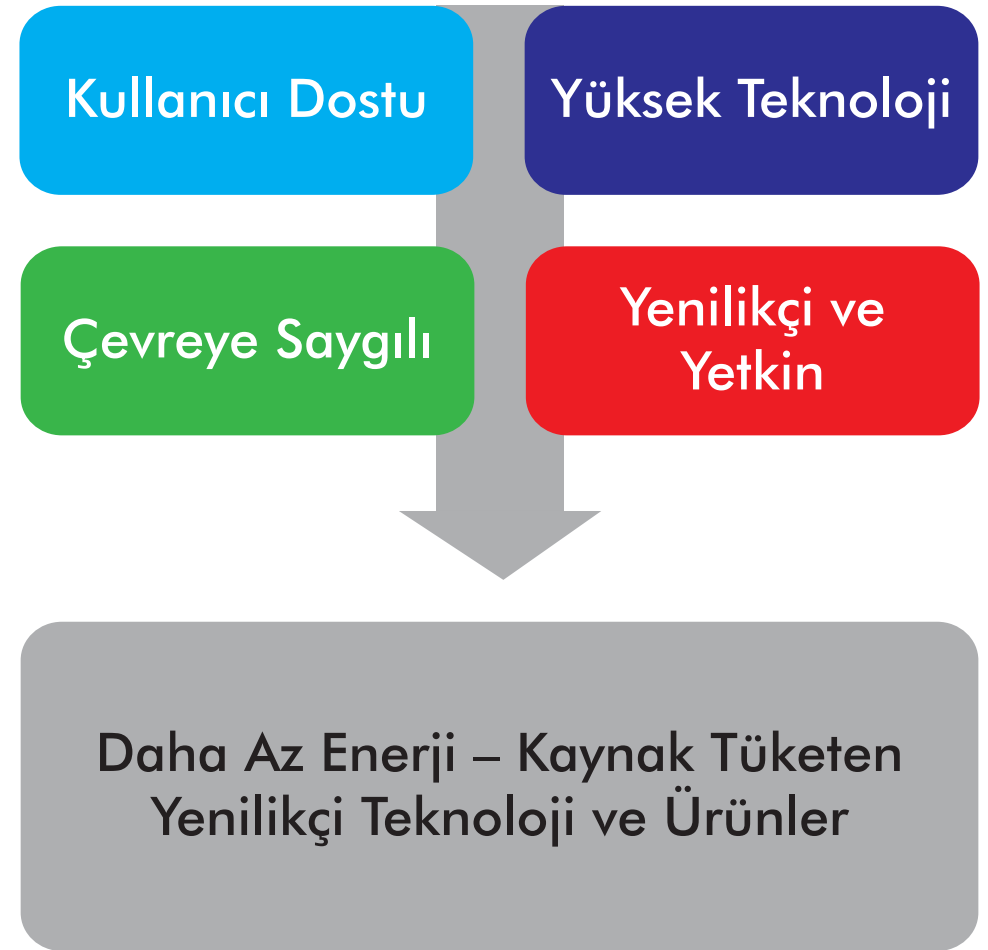 Kullanıcı Dostu
Yüksek Teknoloji
Çevreye Saygılı
Yenilikçi ve
Yetkin
Daha Az Enerji – Kaynak Tüketen
Yenilikçi Teknoloji ve Ürünler